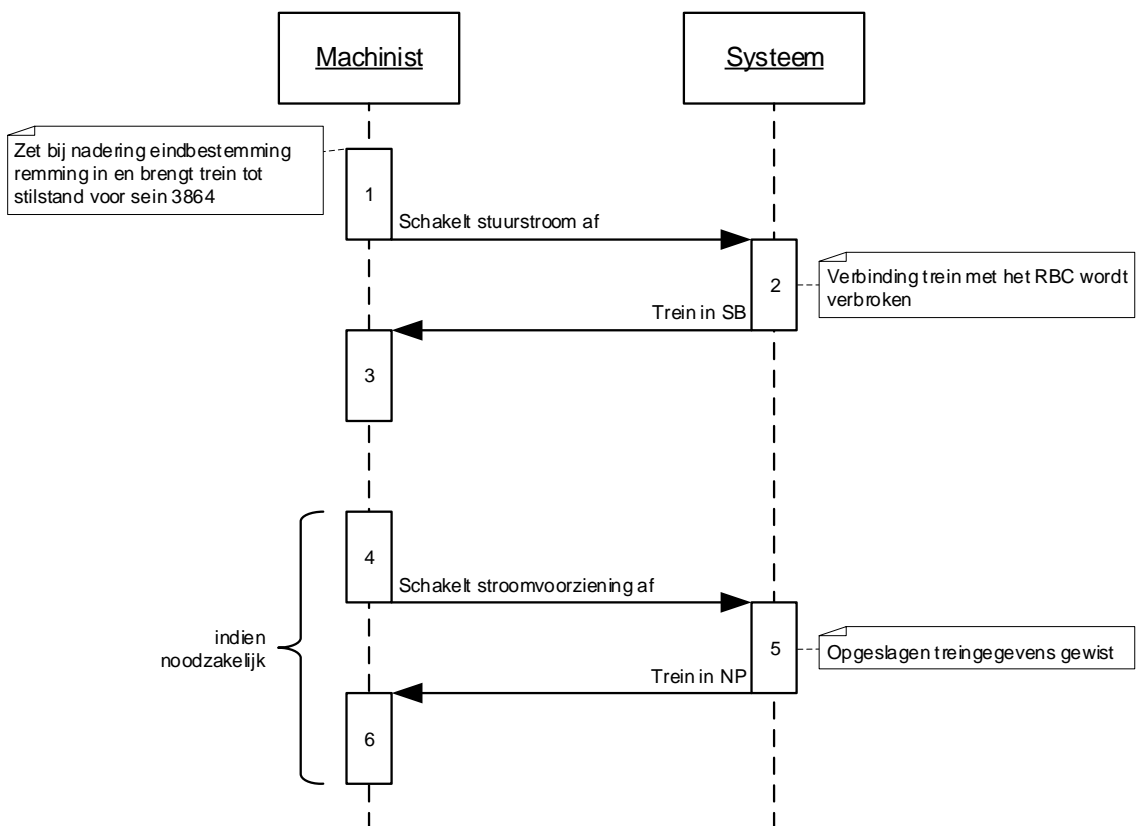 Machinist
Systeem
Zet bij nadering eindbestemming
remming in en brengt trein tot
stilstand voor sein 3864
1
Schakelt stuurstroom af
2
Verbinding trein met het RBC wordt
verbroken
Trein in SB
3
4
Schakelt stroomvoorziening af
indien
noodzakelijk
5
Opgeslagen treingegevens gewist
Trein in NP
6